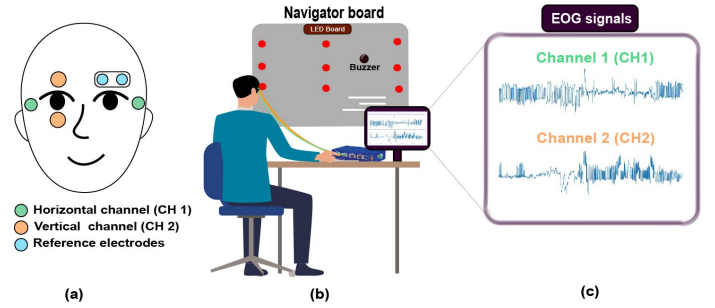 Horizontal channel (CH 1)
Vertical channel (CH 2)
Reference electrodes
(a)
Navigator board
LED Board
Buzzer
(b)
EOG signals
Channel 1 (CH1)
Channel 2 (CH2)
(c)